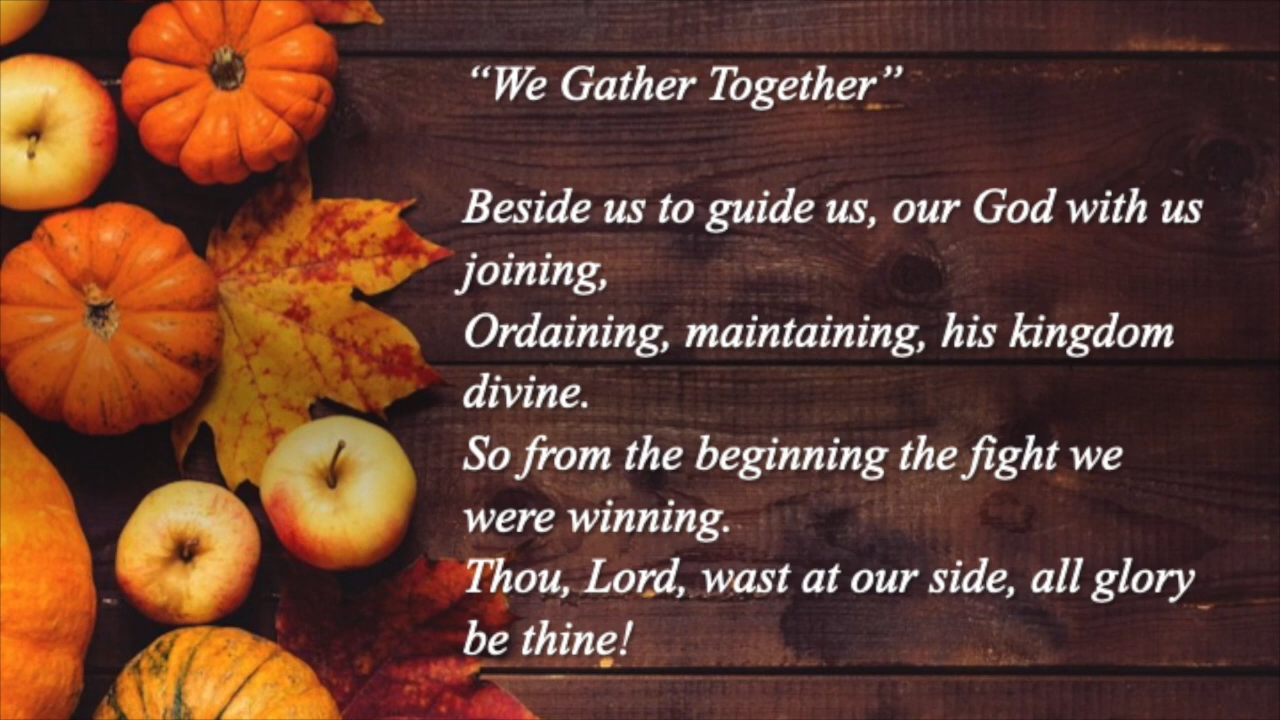 “We Gather Together”
Beside us to guide us, our God with us
joining,
Ordaining, maintaining, his kingdom
divine.
So from the beginning the fight we
were winning.
Thou, Lord, wast at our side, all glory
be thine!